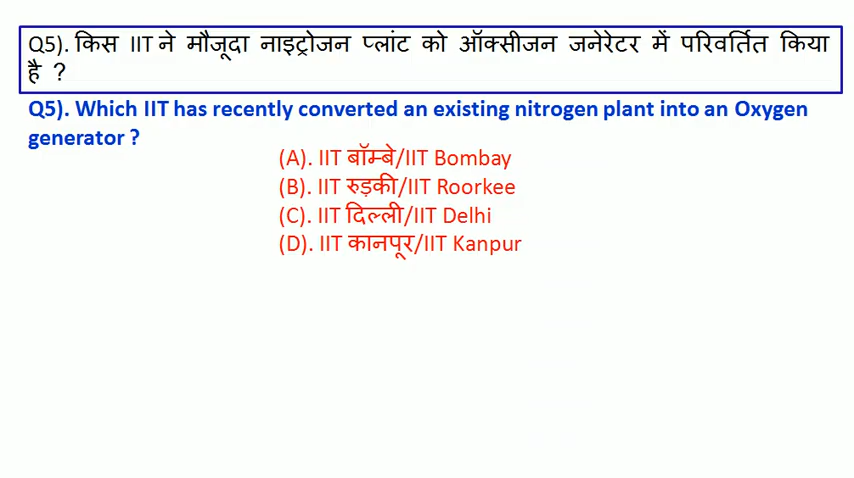 Q5). किस IIT ने मौजूदा नाइट्रोजन प्लांट को ऑक्सीजन जनेरेटर में परिवर्तित किया
है ?
Q5). Which IIT has recently converted an existing nitrogen plant into an Oxygen
generator ?
(A). IIT बॉम्बे/IIT Bombay
(B). IIT रुड़की/IIT Roorkee
(C). IIT दिल्ली/IIT Delhi
(D). IIT कानपूर/IIT Kanpur